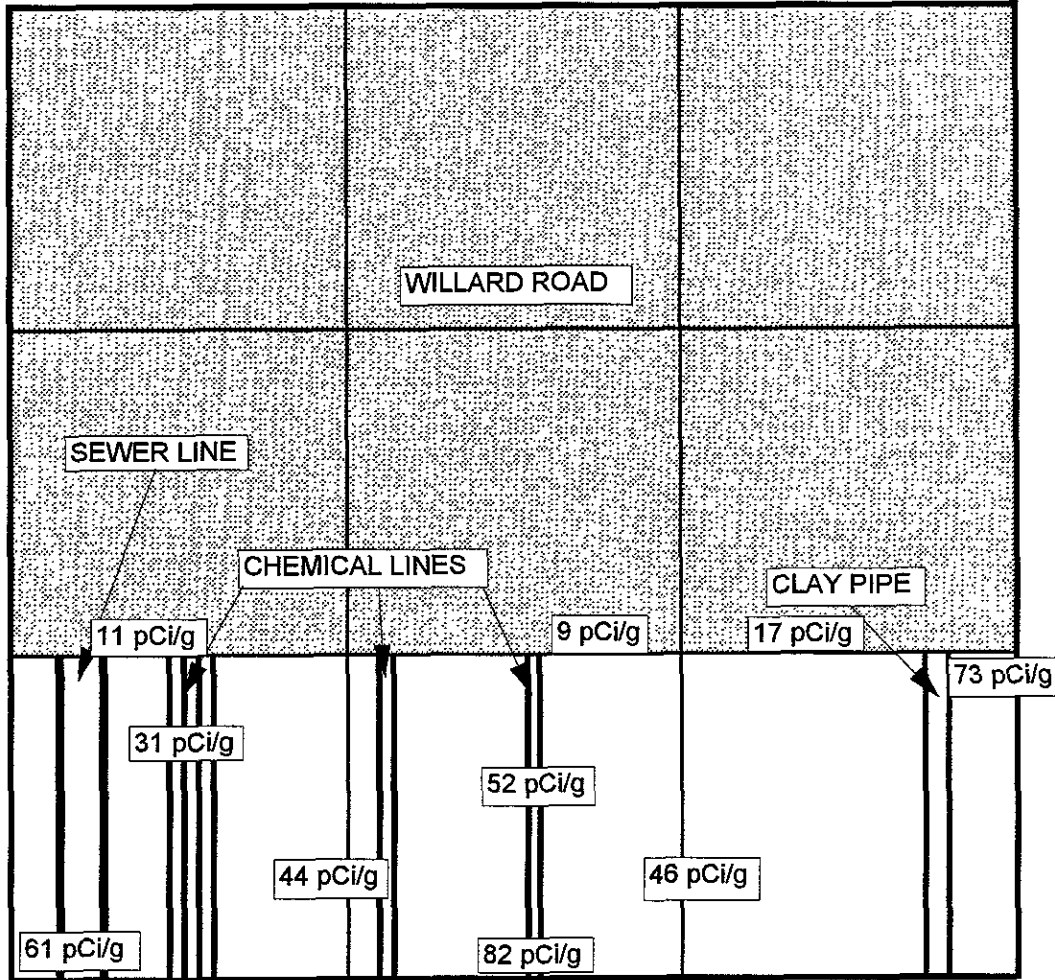 WILLARD ROAD
SEWER LINE
CHEMICAL LINES
CLAY PIPE
11 pCi/g
9 pCi/g
17 pCi/g
73 pCi/g
31 pCi/g
52 pCi/g
44 pCi/g
46 pCi/g
61 pCi/g
82 pCi/g